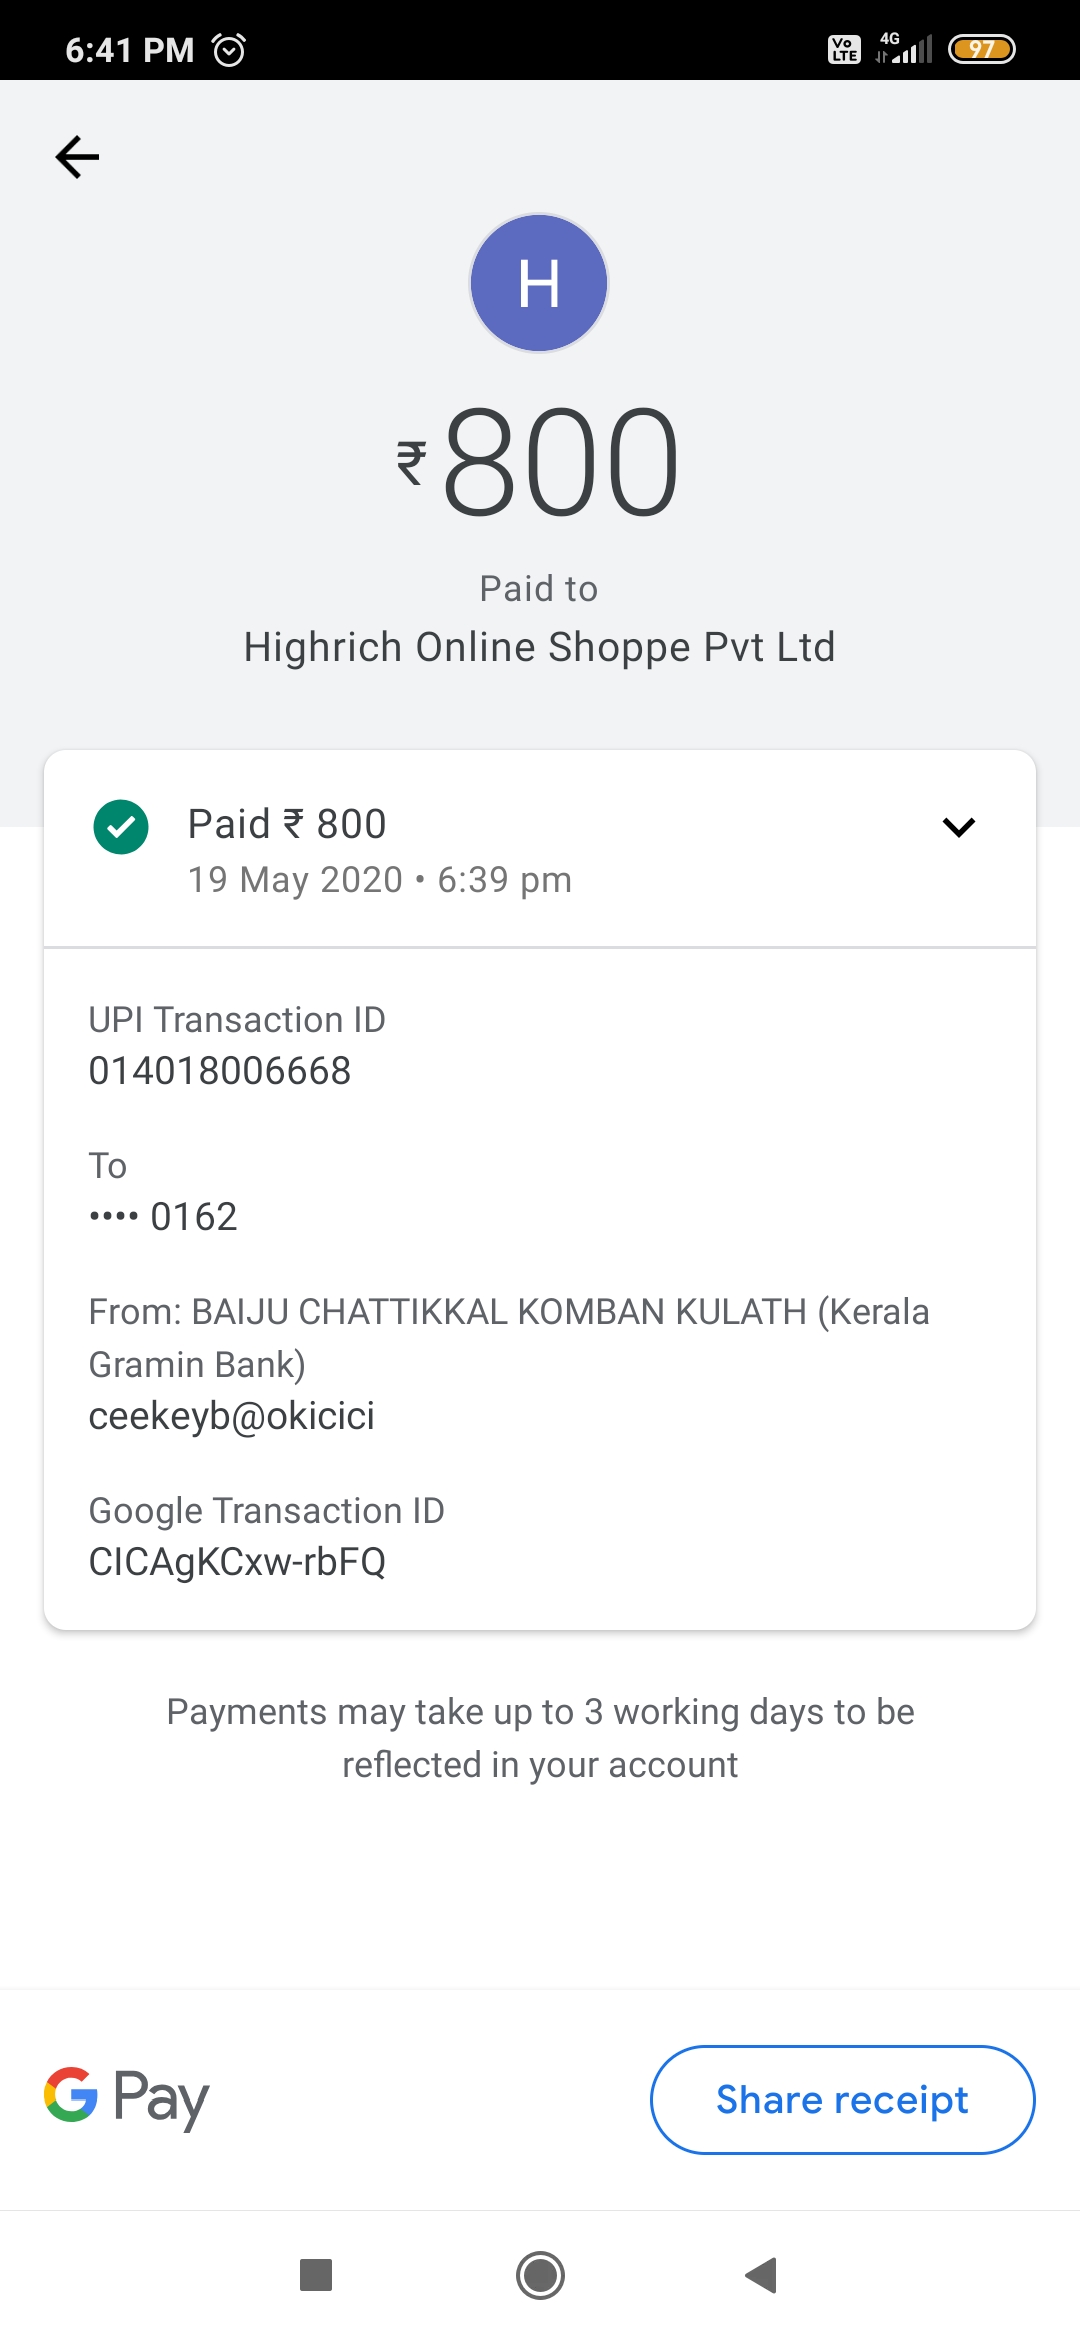 6:41 PM
Vo LTE 4G 97
H
₹800
Paid to
Highrich Online Shoppe Pvt Ltd
Paid ₹ 800
19 May 2020 • 6:39 pm
UPI Transaction ID
014018006668
To
•••• 0162
From: BAIJU CHATTIKKAL KOMBAN KULATH (Kerala
Gramin Bank)
ceekeyb@okicici
Google Transaction ID
CICAgKCxw-rbFQ
Payments may take up to 3 working days to be
reflected in your account
G Pay
Share receipt